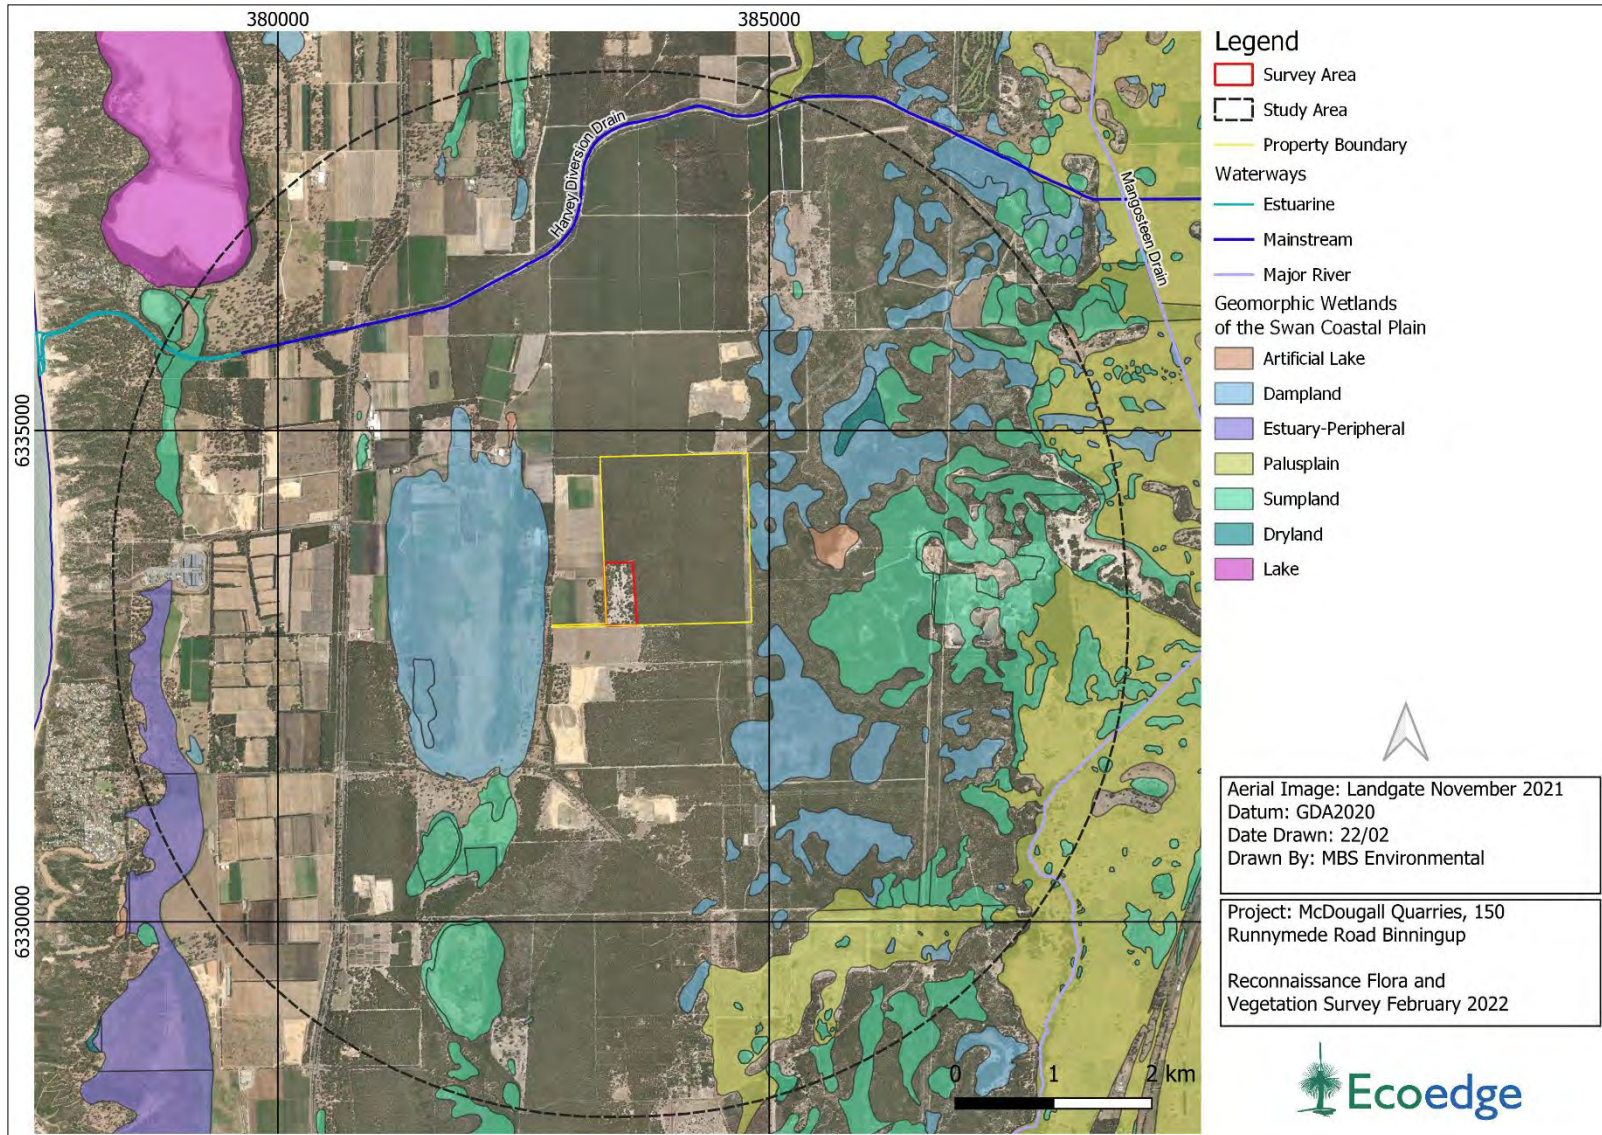 380000
385000
6335000
6330000
Harvey Diversion Drain
Mangosteen Drain
0 1 2 km
Legend
Survey Area
Study Area
Property Boundary
Waterways
Estuarine
Mainstream
Major River
Geomorphic Wetlands
of the Swan Coastal Plain
Artificial Lake
Dampland
Estuary-Peripheral
Palusplain
Sumpland
Dryland
Lake
Aerial Image: Landgate November 2021
Datum: GDA2020
Date Drawn: 22/02
Drawn By: MBS Environmental
Project: McDougall Quarries, 150
Runnymede Road Binningup
Reconnaissance Flora and
Vegetation Survey February 2022
Ecoedge